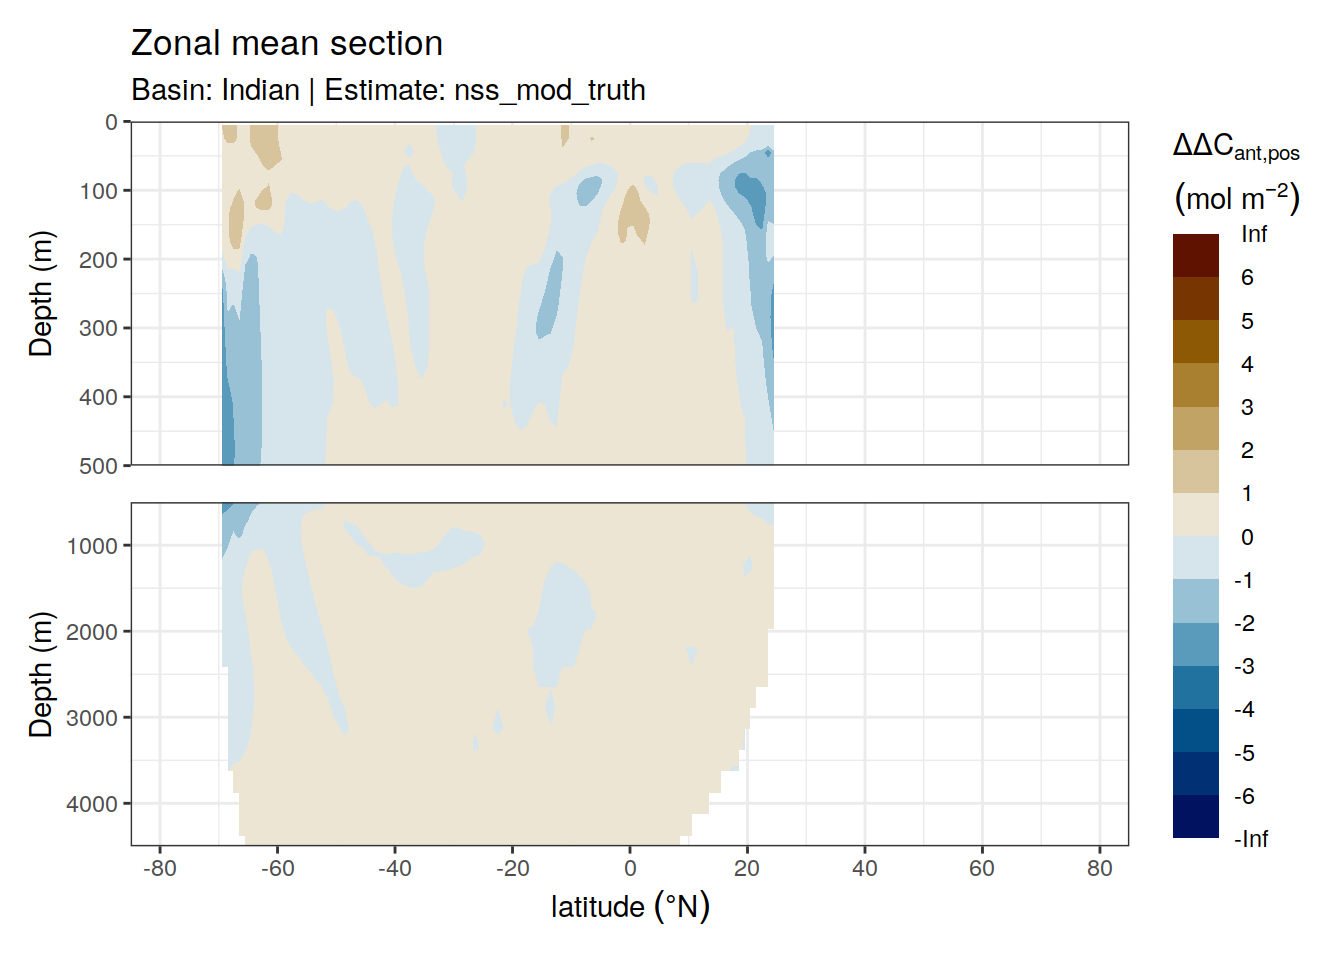 Zonal mean section
Basin: Indian | Estimate: nss_mod_truth
0
100
200
300
400
500
Depth (m)
1000
2000
3000
4000
Depth (m)
-80 -60 -40 -20 0 20 40 60 80
latitude (°N)
ΔΔC_ant,pos
(mol m⁻²)
Inf
6
5
4
3
2
1
0
-1
-2
-3
-4
-5
-6
-Inf